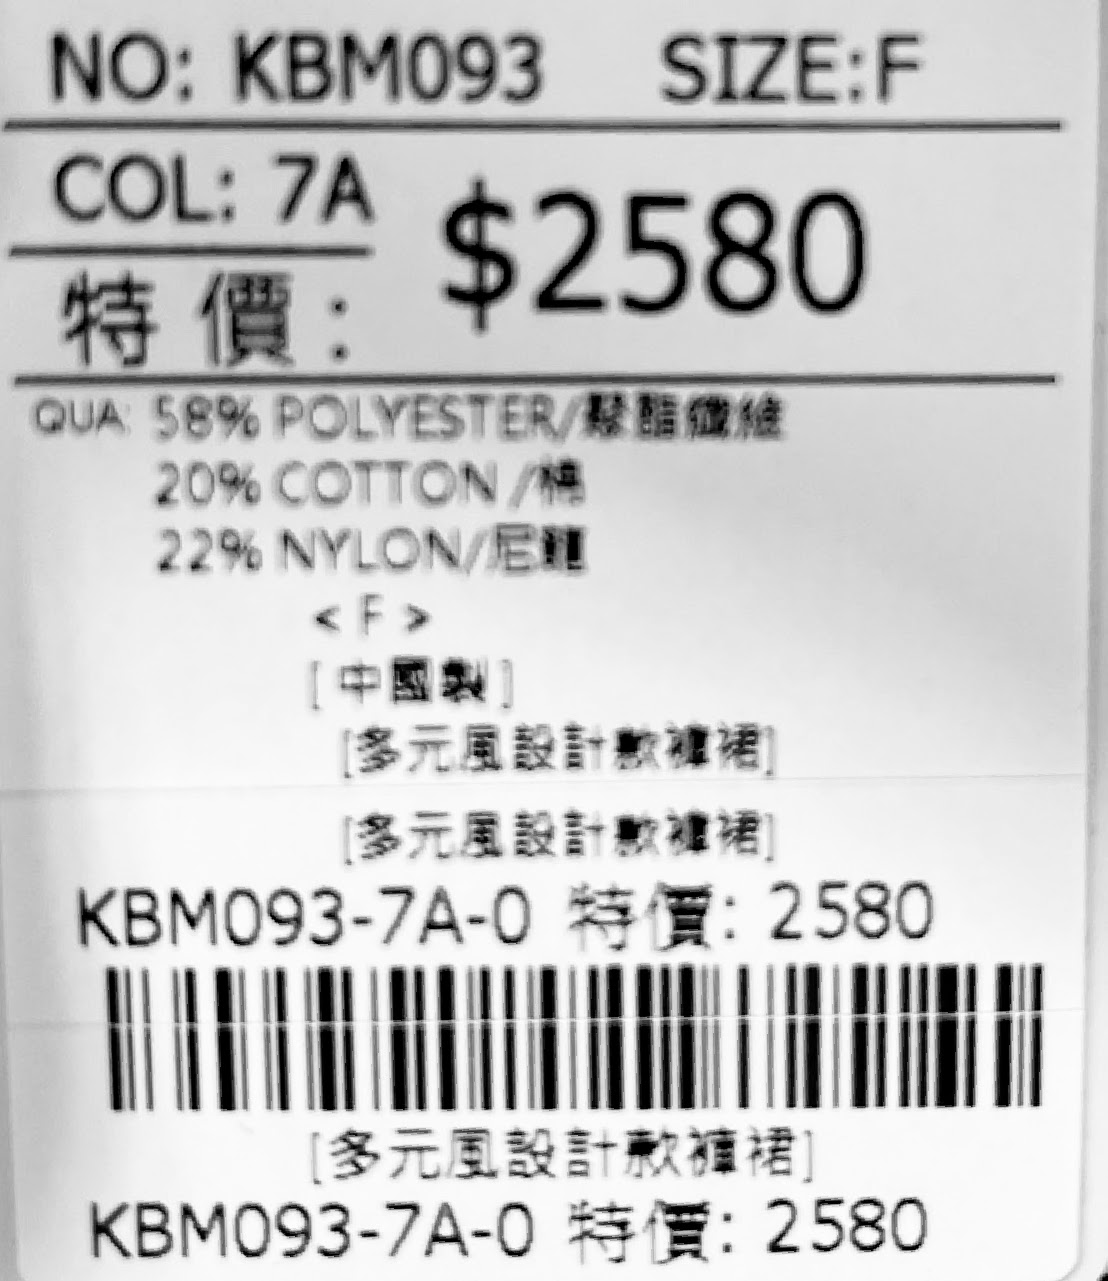 NO: KBM093 SIZE:F
COL: 7A $2580
特價:
QUA: 58% POLYESTER/聚酯纖維
20% COTTON /棉
22% NYLON/尼龍
< F >
[ 中國製 ]
[多元風設計款褲裙]
[多元風設計款褲裙]
KBM093-7A-0 特價: 2580
[多元風設計款褲裙]
KBM093-7A-0 特價: 2580